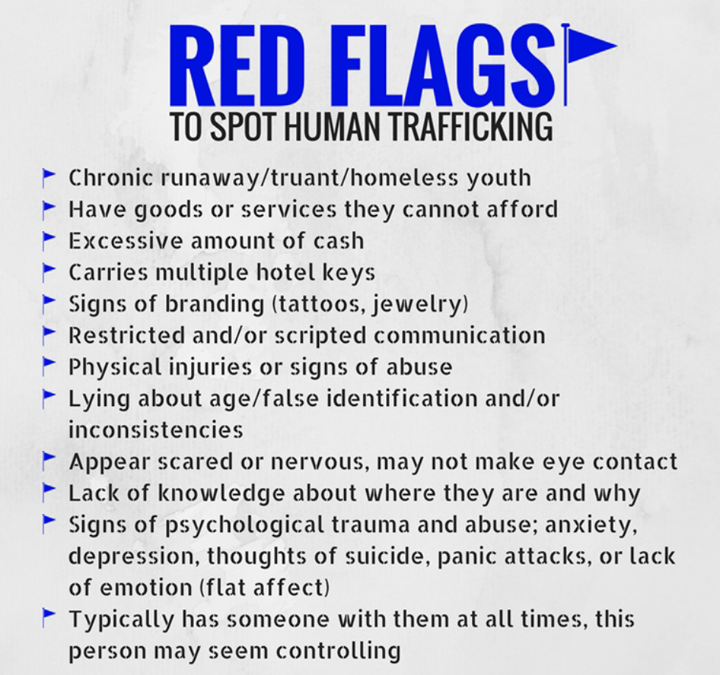 RED FLAGS
TO SPOT HUMAN TRAFFICKING
Chronic runaway/truant/homeless youth
Have goods or services they cannot afford
Excessive amount of cash
Carries multiple hotel keys
Signs of branding (tattoos, jewelry)
Restricted and/or scripted communication
Physical injuries or signs of abuse
Lying about age/false identification and/or
inconsistencies
Appear scared or nervous, may not make eye contact
Lack of knowledge about where they are and why
Signs of psychological trauma and abuse; anxiety,
depression, thoughts of suicide, panic attacks, or lack
of emotion (flat affect)
Typically has someone with them at all times, this
person may seem controlling